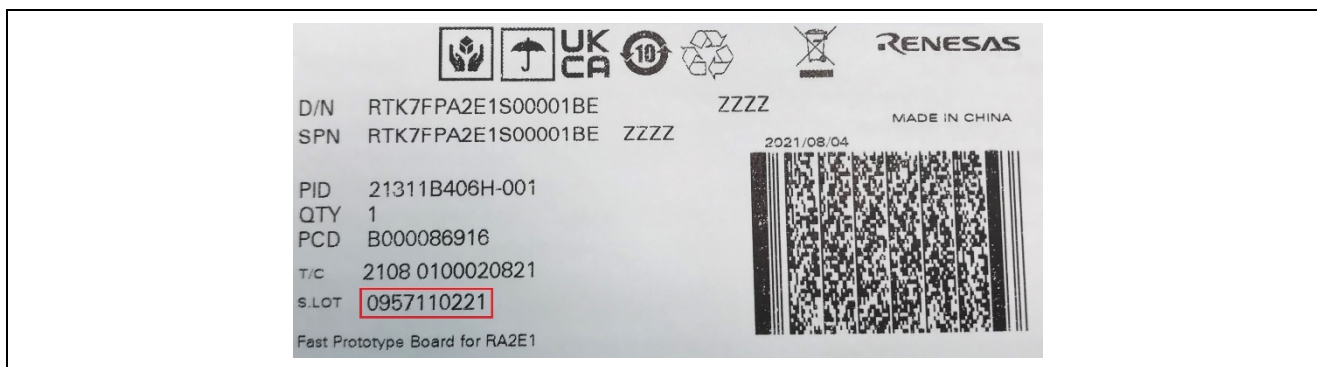 UK
CA
10
RENESAS
D/N RTK7FPA2E1S00001BE ZZZZ
MADE IN CHINA
SPN RTK7FPA2E1S00001BE ZZZZ
2021/08/04
PID 21311B406H-001
QTY 1
PCD B000086916
T/C 2108 0100020821
S.LOT 0957110221
Fast Prototype Board for RA2E1